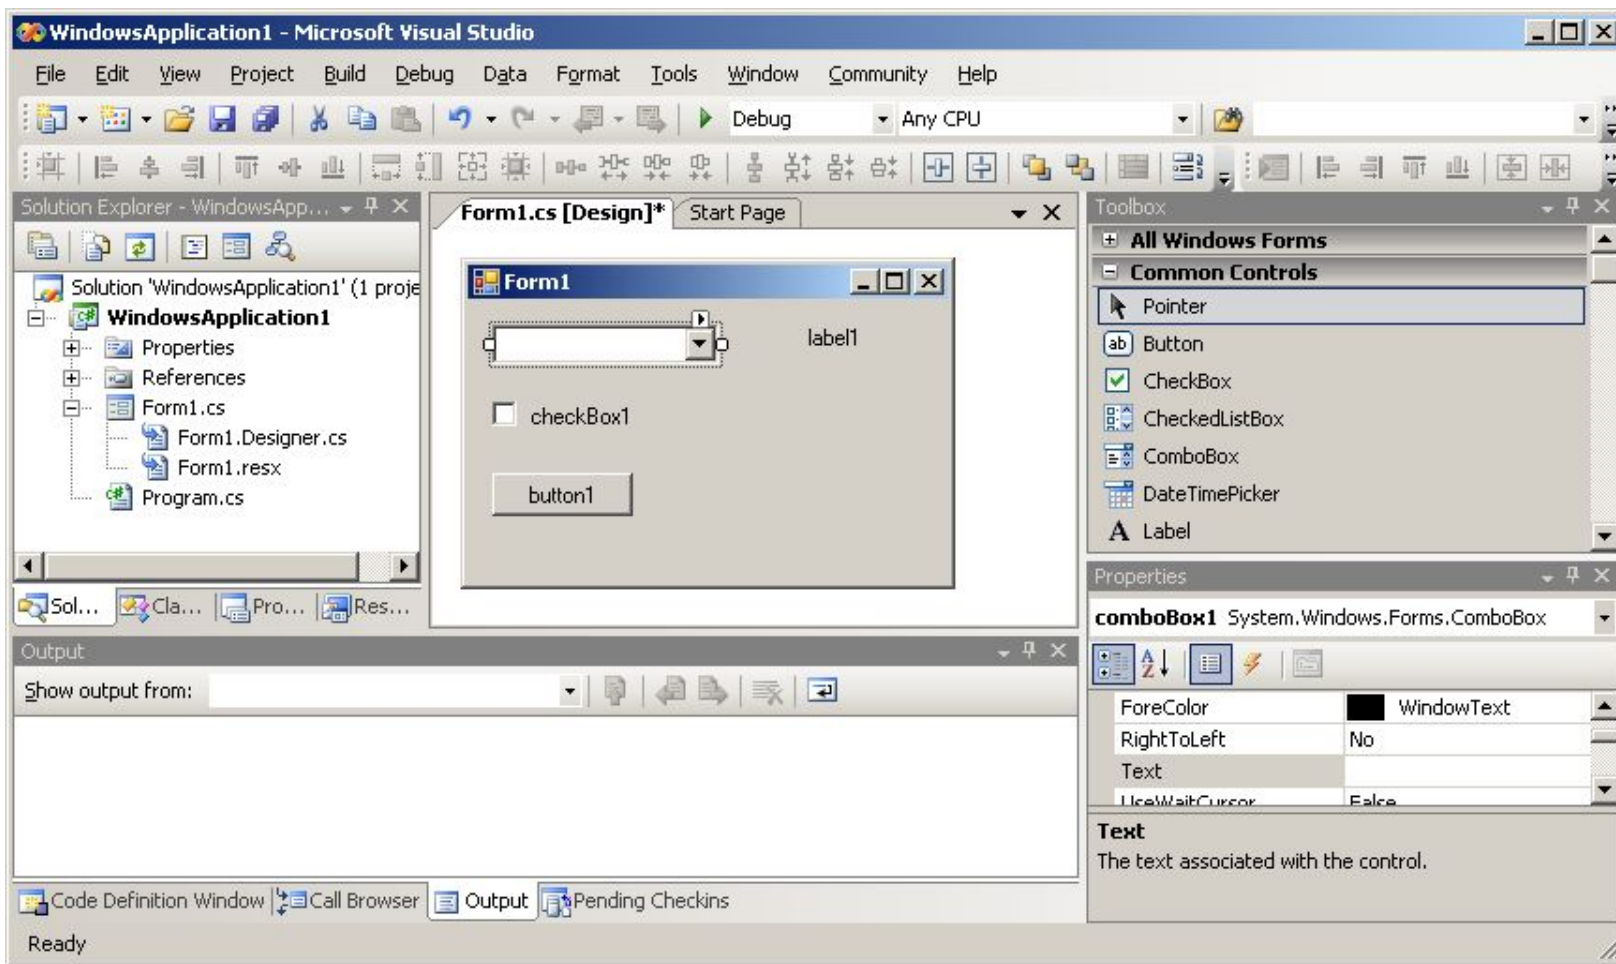 WindowsApplication1 - Microsoft Visual Studio
File Edit View Project Build Debug Data Format Tools Window Community Help
Debug Any CPU
Solution Explorer - WindowsApp...
Solution 'WindowsApplication1' (1 proje
WindowsApplication1
Properties
References
Form1.cs
Form1.Designer.cs
Form1.resx
Program.cs
Sol... Cla... Pro... Res...
Form1.cs [Design]* Start Page
Form1
label1
checkBox1
button1
Toolbox
All Windows Forms
Common Controls
Pointer
ab Button
CheckBox
CheckedListBox
ComboBox
DateTimePicker
A Label
Properties
comboBox1 System.Windows.Forms.ComboBox
ForeColor WindowText
RightToLeft No
Text
UseWaitCursor False
Text
The text associated with the control.
Output
Show output from:
Code Definition Window Call Browser Output Pending Checkins
Ready